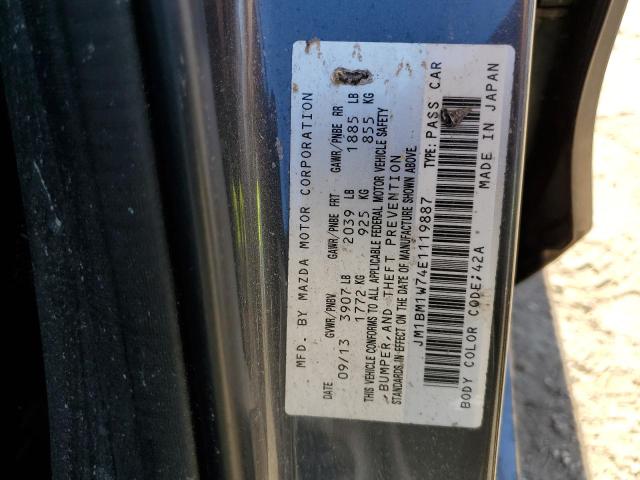 MFD. BY MAZDA MOTOR CORPORATION
DATE GVWR/PNBV GAWR/PNBE FRT GAWR/PNBE RR
09/13 3907 LB 2039 LB 1885 LB
1772 KG 925 KG 855 KG
THIS VEHICLE CONFORMS TO ALL APPLICABLE FEDERAL MOTOR VEHICLE SAFETY
BUMPER, AND THEFT PREVENTION
STANDARDS IN EFFECT ON THE DATE OF MANUFACTURE SHOWN ABOVE
JM1BM1W74E1119887 TYPE: PASS CAR
BODY COLOR CODE:42A MADE IN JAPAN